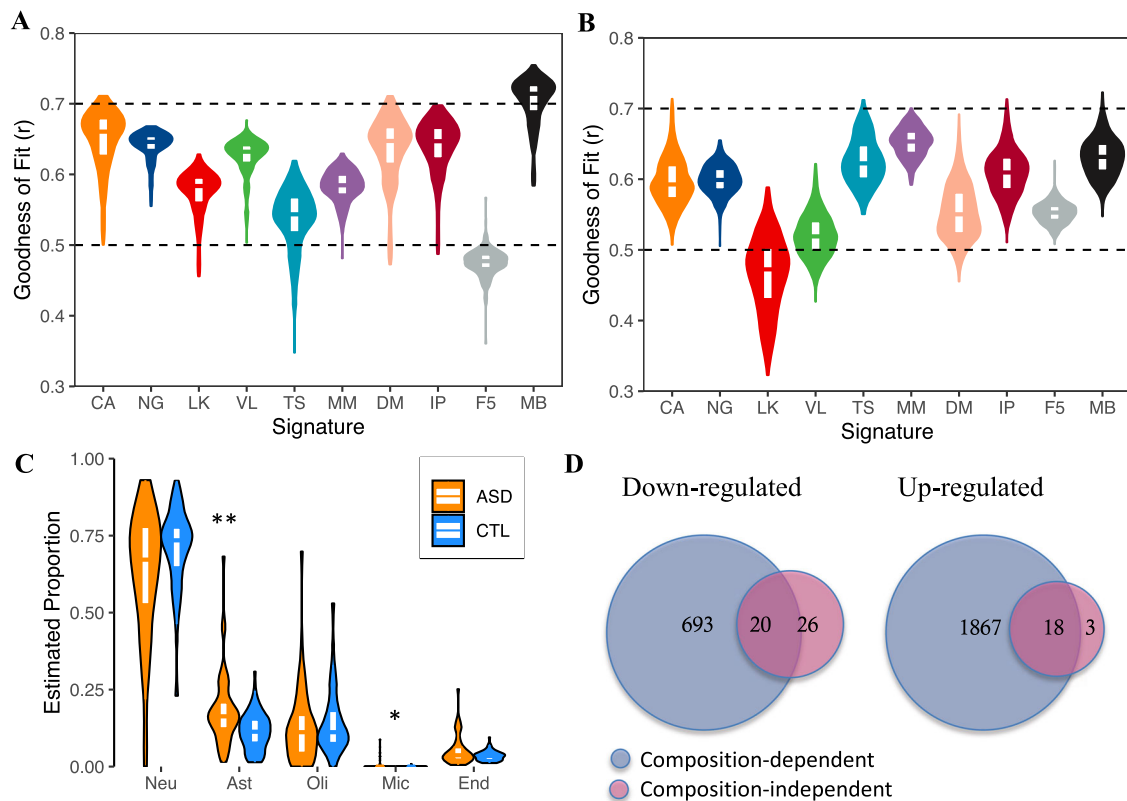 A
Goodness of Fit (r)
0.8
0.7
0.6
0.5
0.4
0.3
CA NG LK VL TS MM DM IP F5 MB
Signature
B
Goodness of Fit (r)
0.8
0.7
0.6
0.5
0.4
0.3
CA NG LK VL TS MM DM IP F5 MB
Signature
C
Estimated Proportion
1.00
0.75
0.50
0.25
0.00
**
*
ASD
CTL
Neu Ast Oli Mic End
D
Down-regulated Up-regulated
693 20 26 1867 18 3
Composition-dependent
Composition-independent